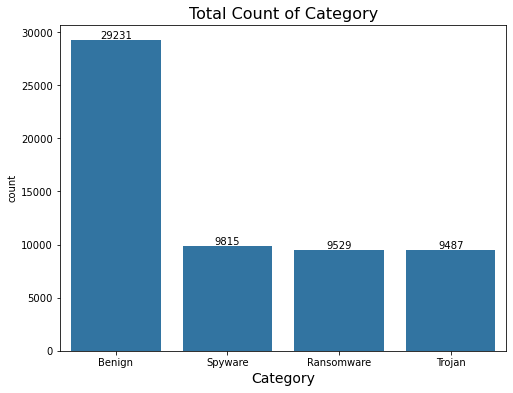 Total Count of Category
30000
25000
20000
15000
10000
5000
0
count
29231
9815
9529
9487
Benign
Spyware
Ransomware
Trojan
Category